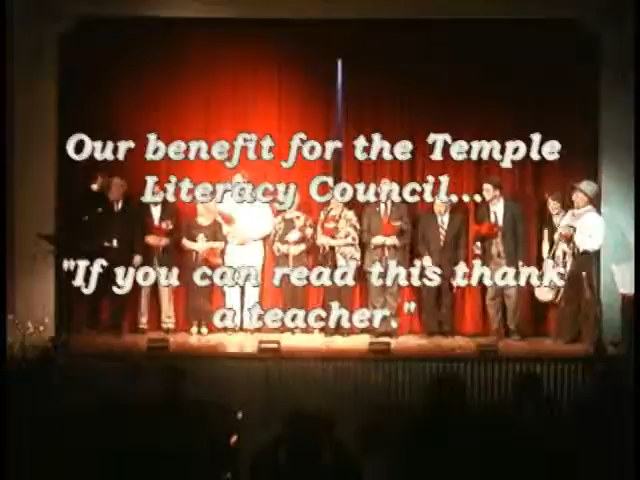 Our benefit for the Temple
Literacy Council...
"If you can read this thank
a teacher."